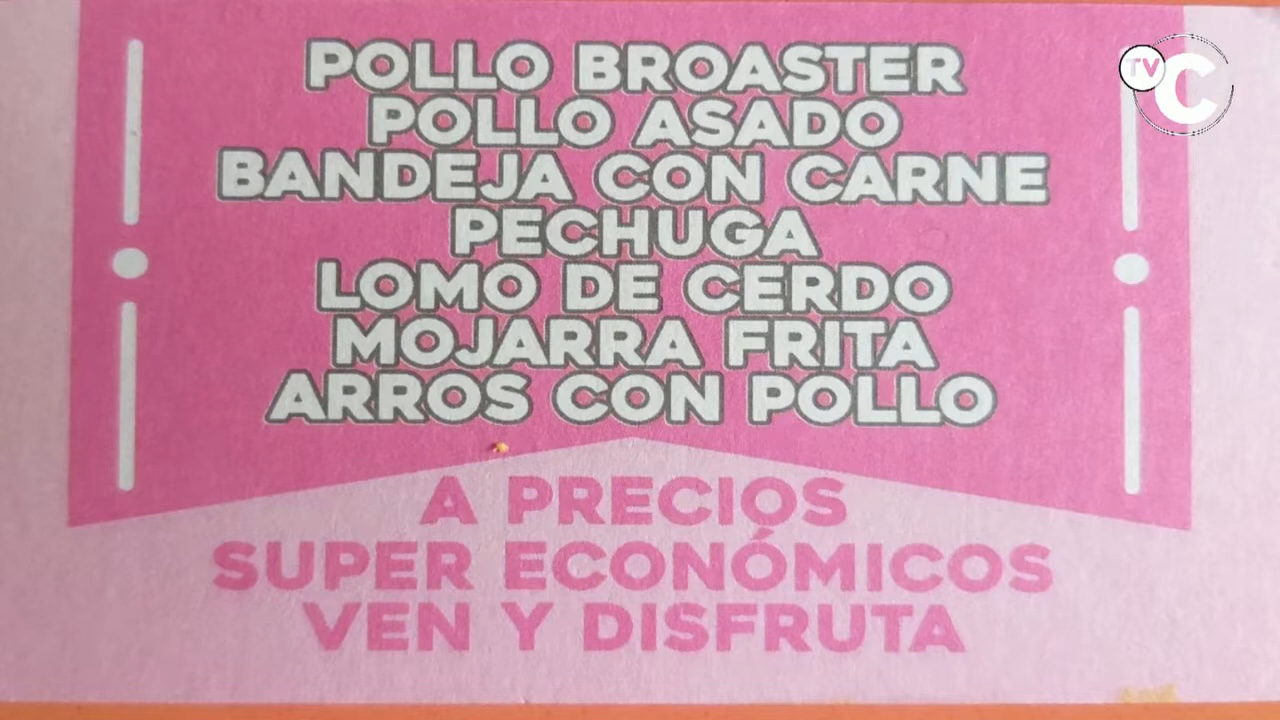 POLLO BROASTER
POLLO ASADO
BANDEJA CON CARNE
PECHUGA
LOMO DE CERDO
MOJARRA FRITA
ARROS CON POLLO
A PRECIOS
SUPER ECONÓMICOS
VEN Y DISFRUTA
TV C